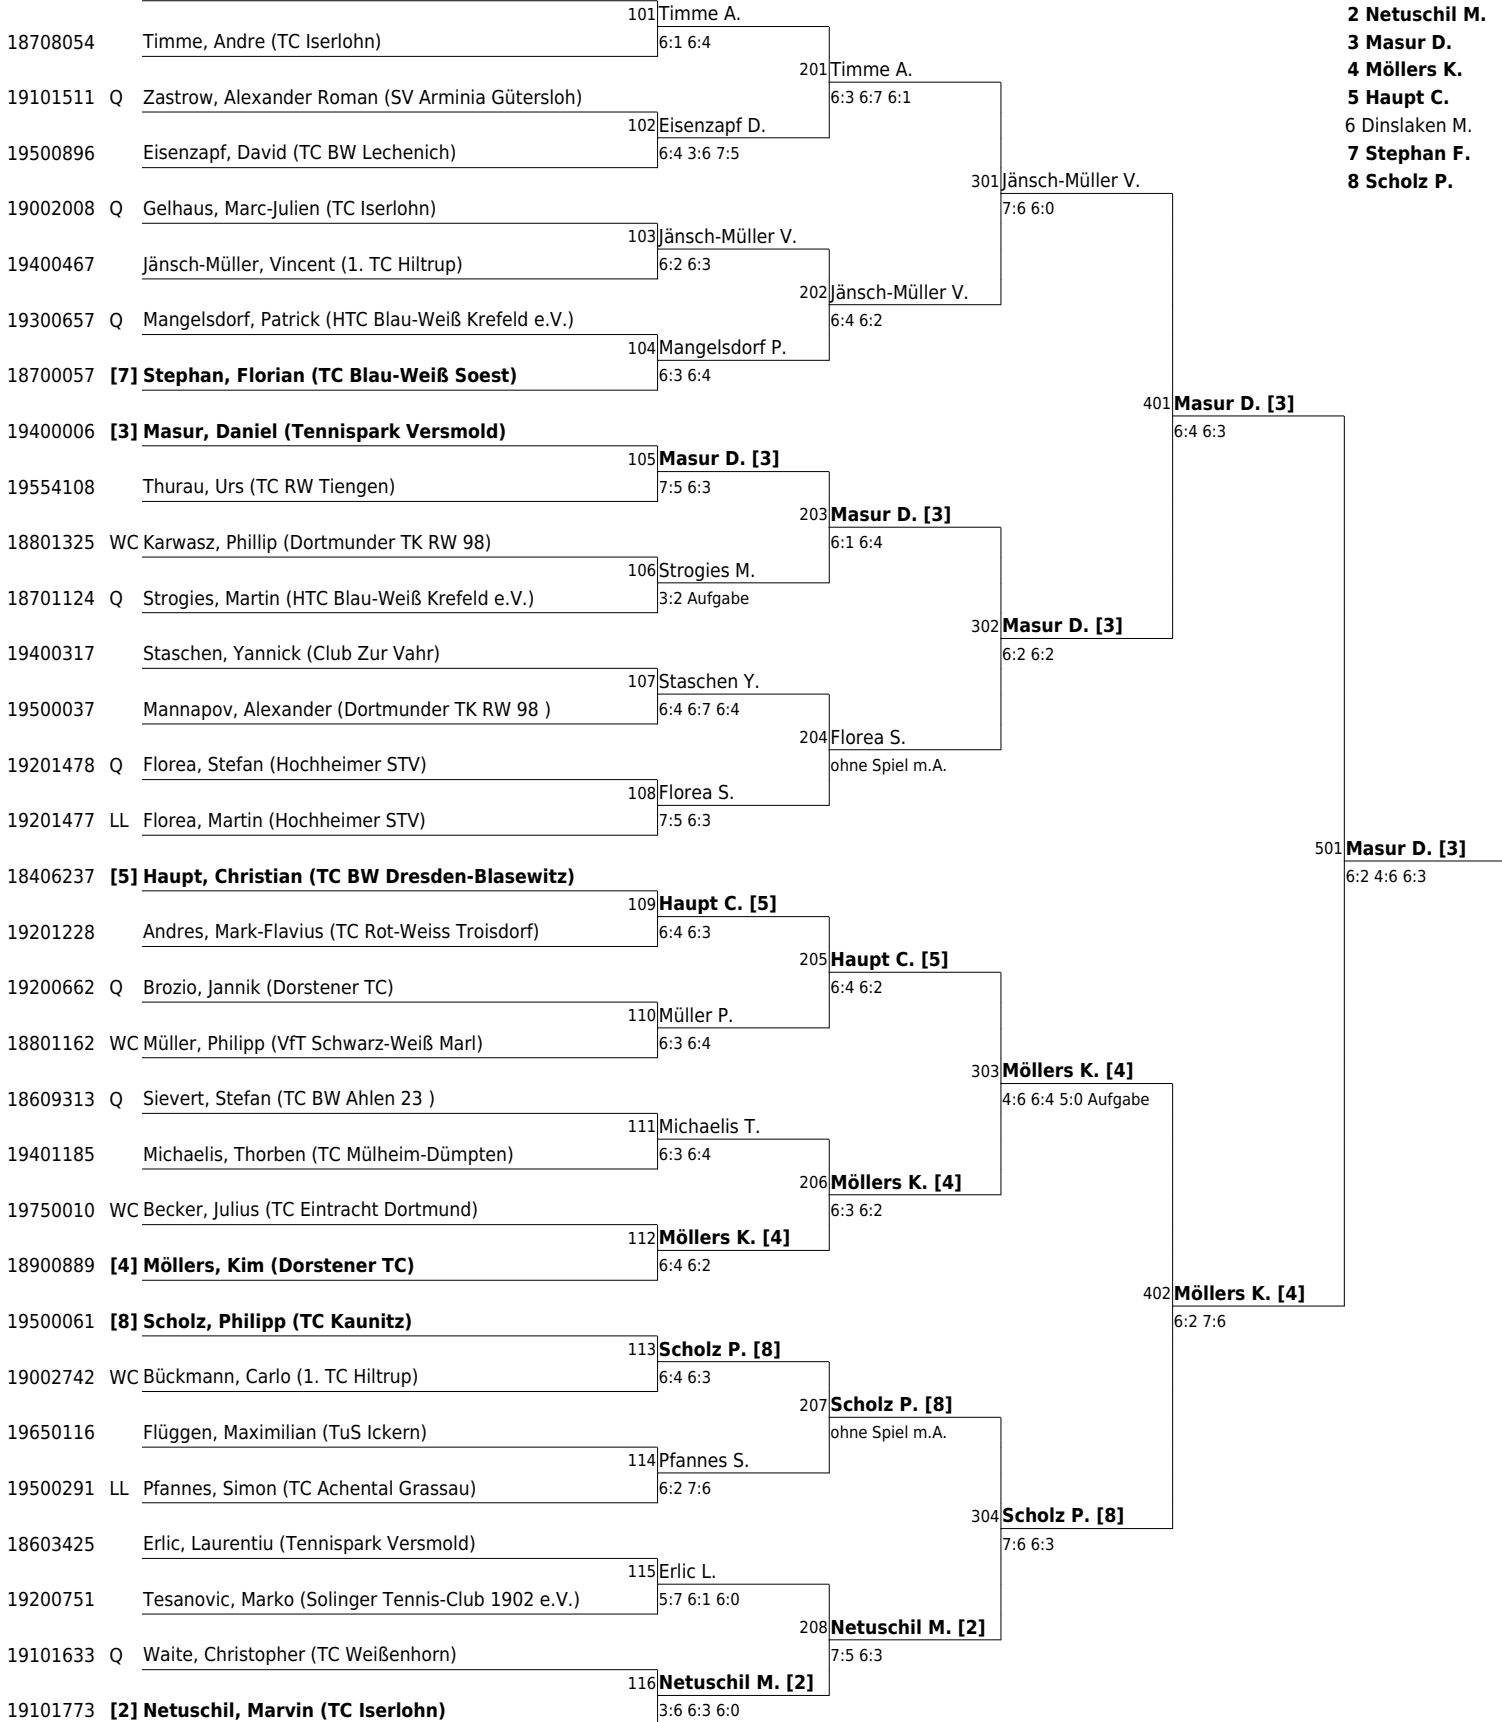 101 Timme A.
2 Netuschil M.
18708054 Timme, Andre (TC Iserlohn)
6:1 6:4
3 Masur D.
201 Timme A.
4 Möllers K.
19101511 Q Zastrow, Alexander Roman (SV Arminia Gütersloh)
6:3 6:7 6:1
5 Haupt C.
102 Eisenzapf D.
6 Dinslaken M.
19500896 Eisenzapf, David (TC BW Lechenich)
6:4 3:6 7:5
7 Stephan F.
301 Jänsch-Müller V.
8 Scholz P.
19002008 Q Gelhaus, Marc-Julien (TC Iserlohn)
7:6 6:0
103 Jänsch-Müller V.
19400467 Jänsch-Müller, Vincent (1. TC Hiltrup)
6:2 6:3
202 Jänsch-Müller V.
19300657 Q Mangelsdorf, Patrick (HTC Blau-Weiß Krefeld e.V.)
6:4 6:2
104 Mangelsdorf P.
18700057 [7] Stephan, Florian (TC Blau-Weiß Soest)
6:3 6:4
401 Masur D. [3]
19400006 [3] Masur, Daniel (Tennispark Versmold)
6:4 6:3
105 Masur D. [3]
19554108 Thurau, Urs (TC RW Tiengen)
7:5 6:3
203 Masur D. [3]
18801325 WC Karwasz, Phillip (Dortmunder TK RW 98)
6:1 6:4
106 Strogies M.
18701124 Q Strogies, Martin (HTC Blau-Weiß Krefeld e.V.)
3:2 Aufgabe
302 Masur D. [3]
19400317 Staschen, Yannick (Club Zur Vahr)
6:2 6:2
107 Staschen Y.
19500037 Mannapov, Alexander (Dortmunder TK RW 98 )
6:4 6:7 6:4
204 Florea S.
19201478 Q Florea, Stefan (Hochheimer STV)
ohne Spiel m.A.
108 Florea S.
19201477 LL Florea, Martin (Hochheimer STV)
7:5 6:3
501 Masur D. [3]
18406237 [5] Haupt, Christian (TC BW Dresden-Blasewitz)
6:2 4:6 6:3
109 Haupt C. [5]
19201228 Andres, Mark-Flavius (TC Rot-Weiss Troisdorf)
6:4 6:3
205 Haupt C. [5]
19200662 Q Brozio, Jannik (Dorstener TC)
6:4 6:2
110 Müller P.
18801162 WC Müller, Philipp (VfT Schwarz-Weiß Marl)
6:3 6:4
303 Möllers K. [4]
18609313 Q Sievert, Stefan (TC BW Ahlen 23 )
4:6 6:4 5:0 Aufgabe
111 Michaelis T.
19401185 Michaelis, Thorben (TC Mülheim-Dümpten)
6:3 6:4
206 Möllers K. [4]
19750010 WC Becker, Julius (TC Eintracht Dortmund)
6:3 6:2
112 Möllers K. [4]
18900889 [4] Möllers, Kim (Dorstener TC)
6:4 6:2
402 Möllers K. [4]
19500061 [8] Scholz, Philipp (TC Kaunitz)
6:2 7:6
113 Scholz P. [8]
19002742 WC Bückmann, Carlo (1. TC Hiltrup)
6:4 6:3
207 Scholz P. [8]
19650116 Flüggen, Maximilian (TuS Ickern)
ohne Spiel m.A.
114 Pfannes S.
19500291 LL Pfannes, Simon (TC Achental Grassau)
6:2 7:6
304 Scholz P. [8]
18603425 Erlic, Laurentiu (Tennispark Versmold)
7:6 6:3
115 Erlic L.
19200751 Tesanovic, Marko (Solinger Tennis-Club 1902 e.V.)
5:7 6:1 6:0
208 Netuschil M. [2]
19101633 Q Waite, Christopher (TC Weißenhorn)
7:5 6:3
116 Netuschil M. [2]
19101773 [2] Netuschil, Marvin (TC Iserlohn)
3:6 6:3 6:0